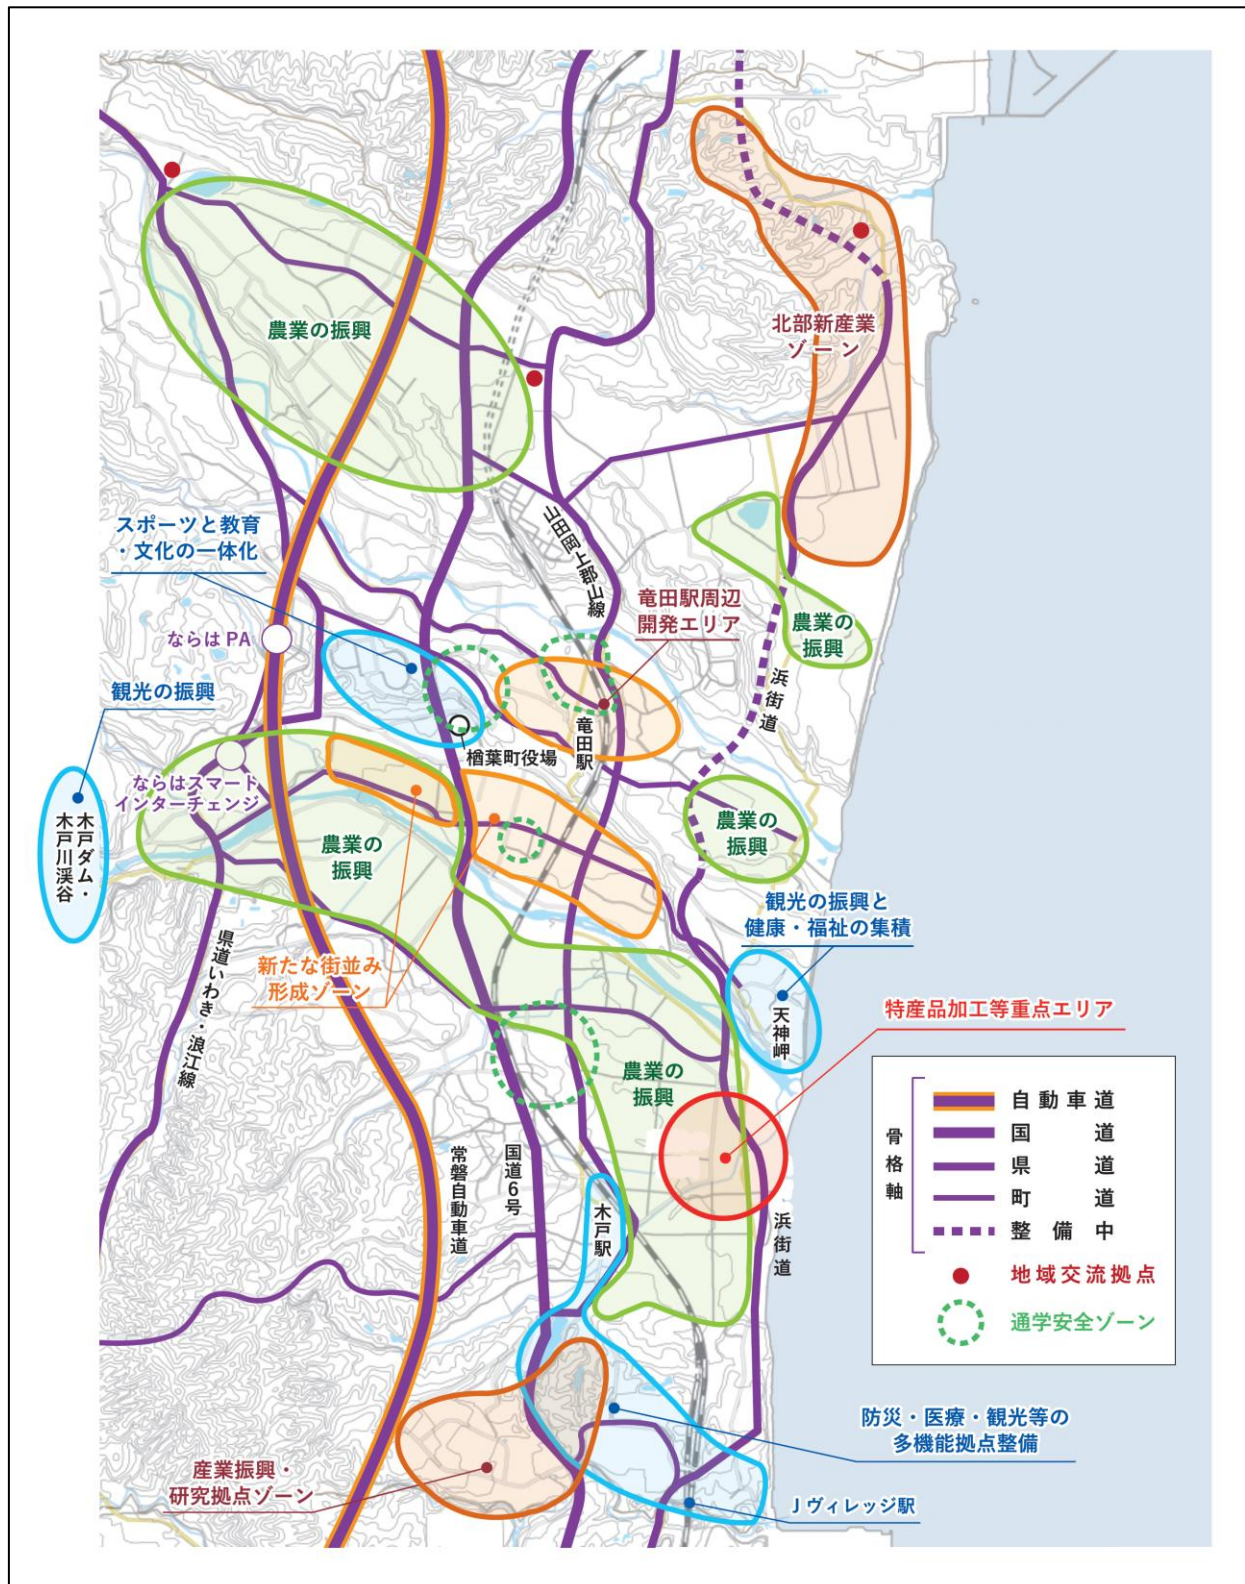 農業の振興
北部新産業
ゾーン
スポーツと教育
・文化の一体化
山田岡上郡山線
竜田駅周辺
開発エリア
農業の
振興
ならはPA
浜街道
観光の振興
竜田駅
楢葉町役場
ならはスマート
インターチェンジ
木戸ダム・
木戸川渓谷
農業の
振興
農業の
振興
観光の振興と
健康・福祉の集積
県道いわき・浪江線
新たな街並み
形成ゾーン
天神岬
特産品加工等重点エリア
農業の
振興
骨格軸
自動車道
国道
県道
町道
整備中
地域交流拠点
通学安全ゾーン
常磐自動車道
国道6号
木戸駅
浜街道
防災・医療・観光等の
多機能拠点整備
産業振興・
研究拠点ゾーン
Jヴィレッジ駅